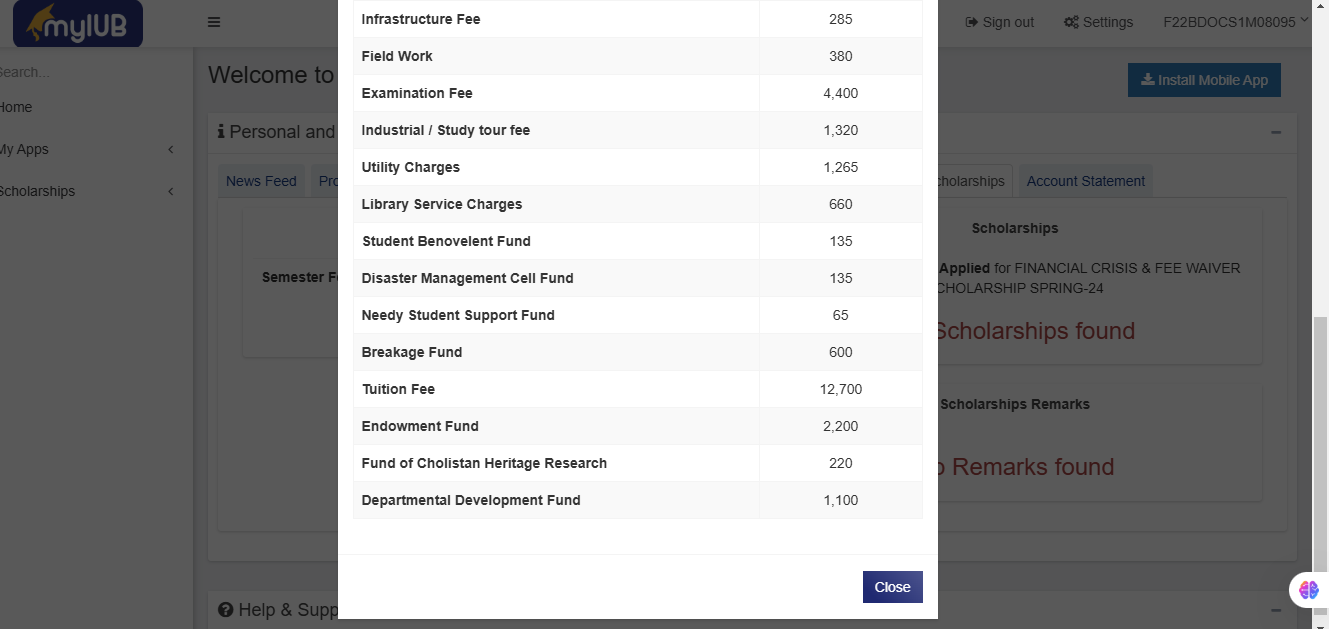 myIUB
Sign out
Settings
F22BDOCS1M08095
Search...
Home
My Apps
Scholarships
Welcome to
Install Mobile App
Personal and
News Feed
Account Statement
Scholarships
Applied for FINANCIAL CRISIS & FEE WAIVER
SCHOLARSHIP SPRING-24
Scholarships found
Scholarships Remarks
Remarks found
Semester
Infrastructure Fee 285
Field Work 380
Examination Fee 4,400
Industrial / Study tour fee 1,320
Utility Charges 1,265
Library Service Charges 660
Student Benovelent Fund 135
Disaster Management Cell Fund 135
Needy Student Support Fund 65
Breakage Fund 600
Tuition Fee 12,700
Endowment Fund 2,200
Fund of Cholistan Heritage Research 220
Departmental Development Fund 1,100
Close
Help & Supp